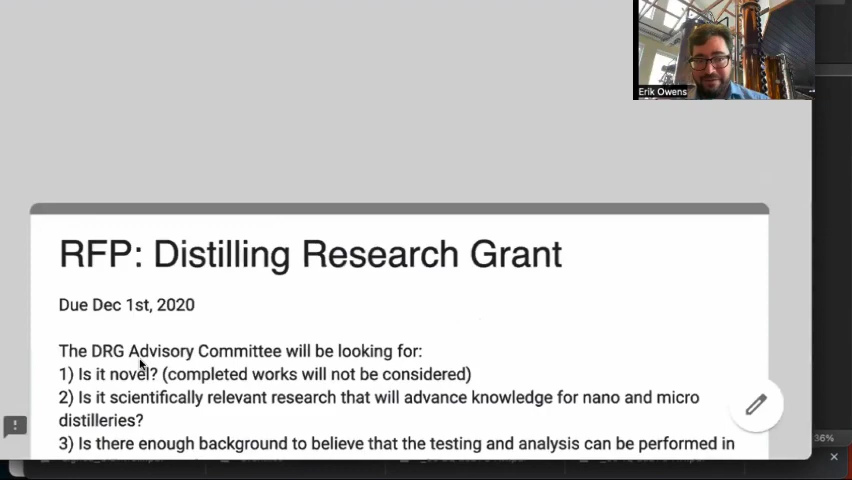 Erik Owens
RFP: Distilling Research Grant
Due Dec 1st, 2020
The DRG Advisory Committee will be looking for:
1) Is it novel? (completed works will not be considered)
2) Is it scientifically relevant research that will advance knowledge for nano and micro
distilleries?
36%
3) Is there enough background to believe that the testing and analysis can be performed in